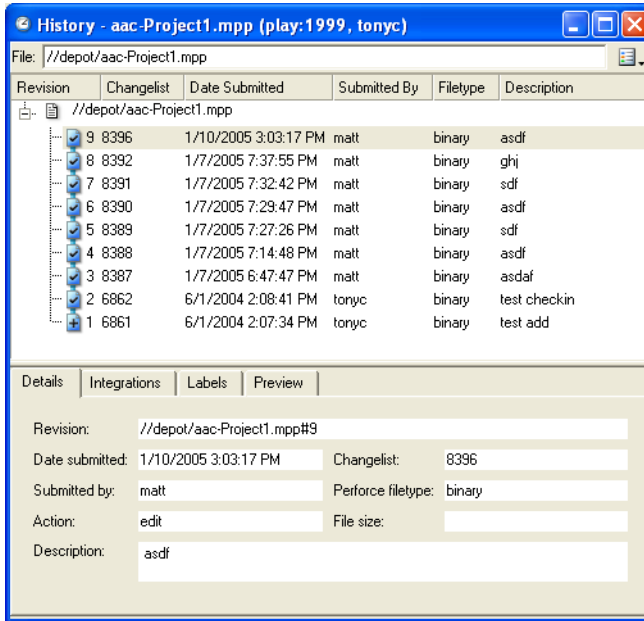 History - aac-Project1.mpp (play:1999, tonyc)
File: //depot/aac-Project1.mpp
Revision Changelist Date Submitted Submitted By Filetype Description
//depot/aac-Project1.mpp
9 8396 1/10/2005 3:03:17 PM matt binary asdf
8 8392 1/7/2005 7:37:55 PM matt binary ghj
7 8391 1/7/2005 7:32:42 PM matt binary sdf
6 8390 1/7/2005 7:29:47 PM matt binary asdf
5 8389 1/7/2005 7:27:26 PM matt binary sdf
4 8388 1/7/2005 7:14:48 PM matt binary asdf
3 8387 1/7/2005 6:47:47 PM matt binary asdaf
2 6862 6/1/2004 2:08:41 PM tonyc binary test checkin
1 6861 6/1/2004 2:07:34 PM tonyc binary test add
Details Integrations Labels Preview
Revision: //depot/aac-Project1.mpp#9
Date submitted: 1/10/2005 3:03:17 PM Changelist: 8396
Submitted by: matt Perforce filetype: binary
Action: edit File size:
Description: asdf